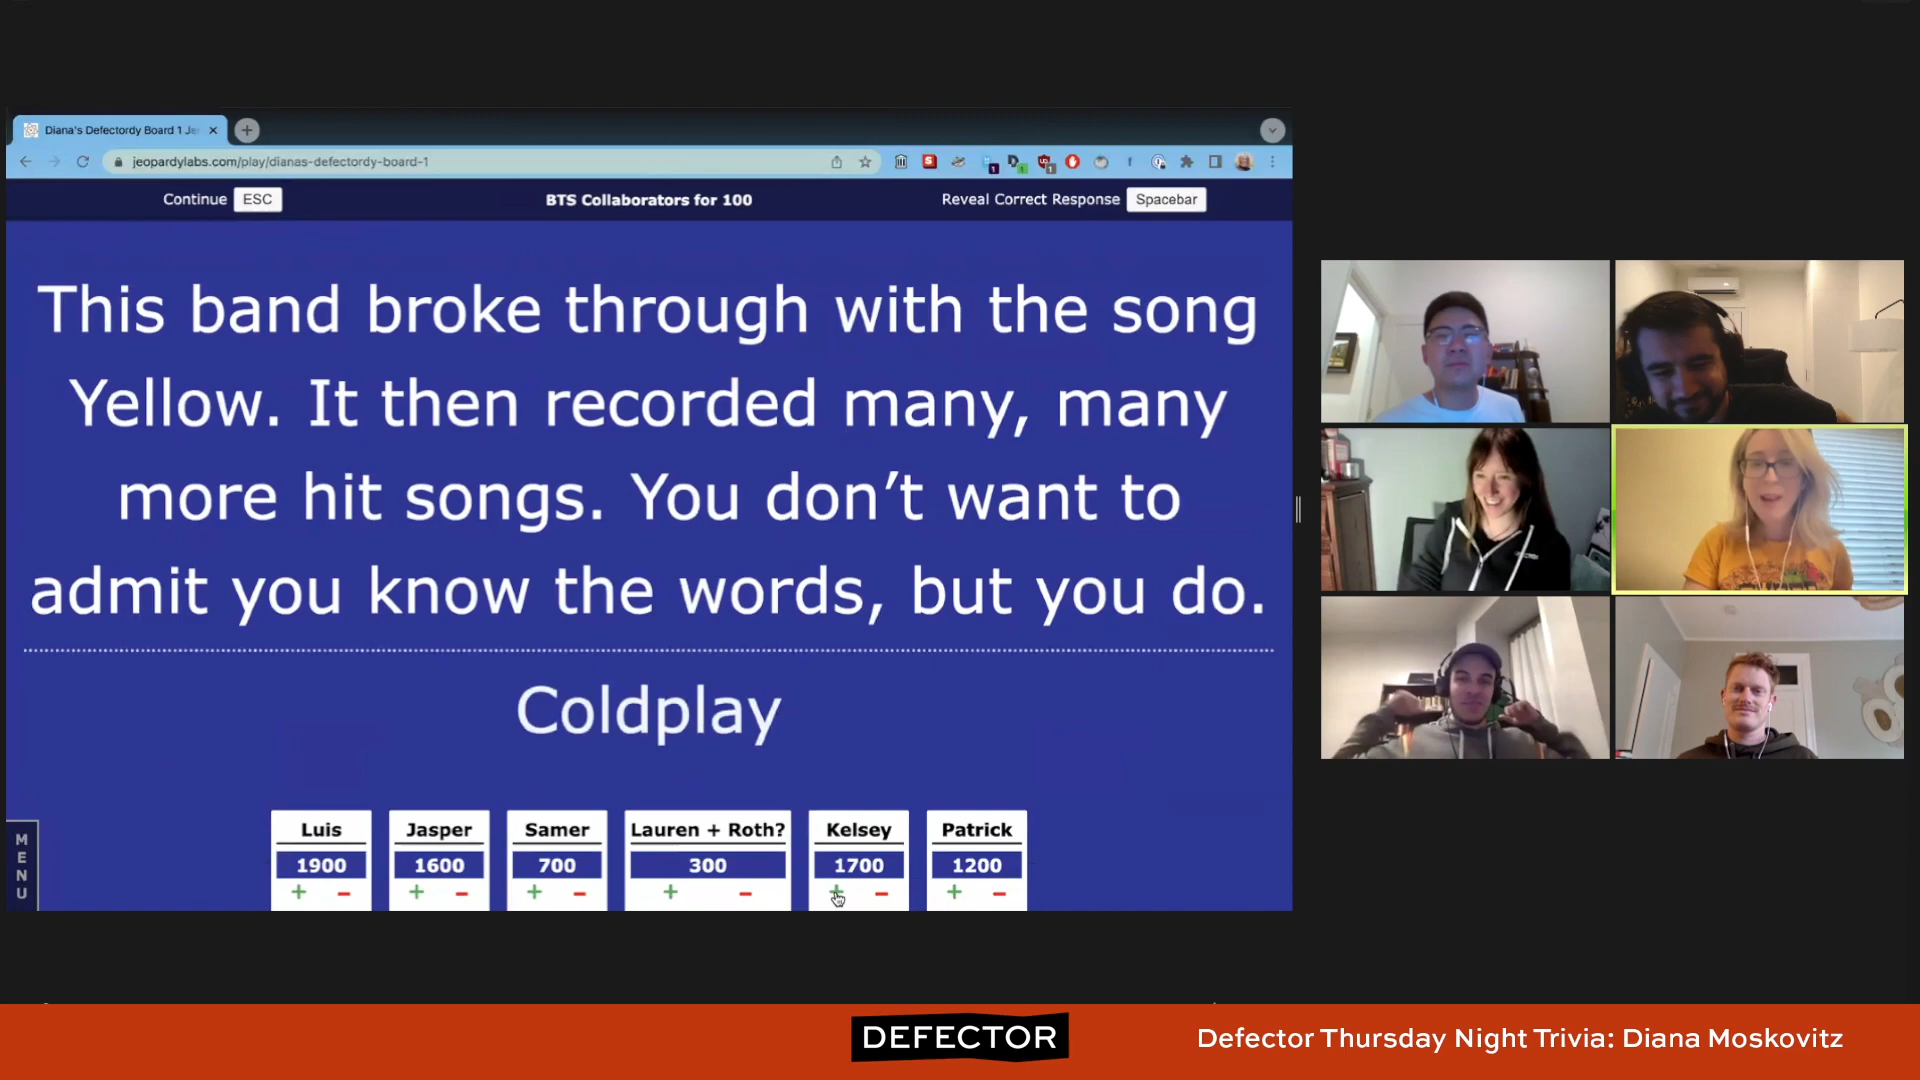 Diana's Defectordy Board 1 Je
jeopardylabs.com/play/dianas-defectordy-board-1
Continue ESC
BTS Collaborators for 100
Reveal Correct Response Spacebar
This band broke through with the song
Yellow. It then recorded many, many
more hit songs. You don’t want to
admit you know the words, but you do.
Coldplay
MENU
Luis Jasper Samer Lauren + Roth? Kelsey Patrick
1900 1600 700 300 1700 1200
+ - + - + - + - + - + -
DEFECTOR
Defector Thursday Night Trivia: Diana Moskovitz